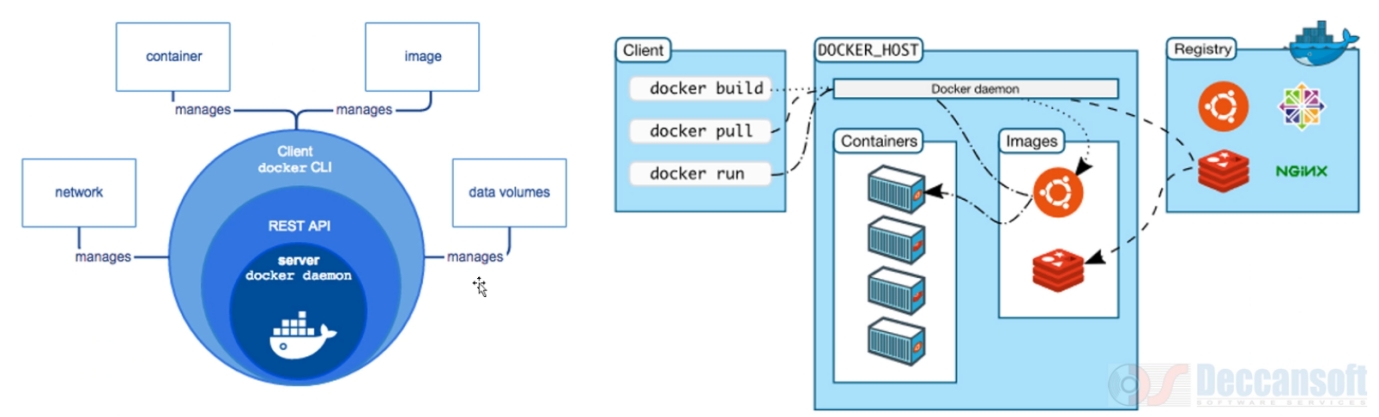 container
image
manages
manages
Client
docker CLI
network
data volumes
REST API
manages
manages
server
docker daemon
Client
docker build
docker pull
docker run
DOCKER_HOST
Docker daemon
Containers
Images
Registry
NGINX
DS Deccansoft
SOFTWARE SERVICES